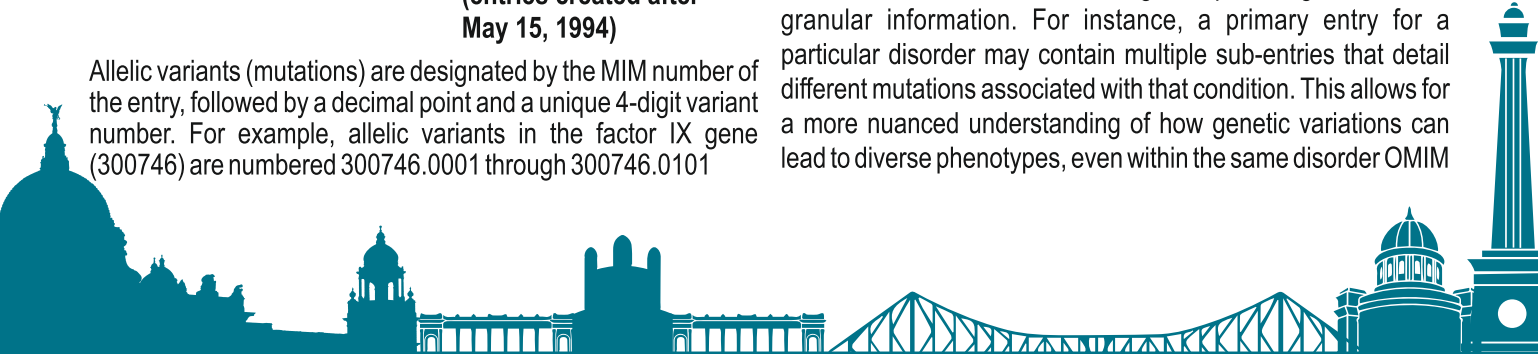 (entries created after
May 15, 1994)
Allelic variants (mutations) are designated by the MIM number of
the entry, followed by a decimal point and a unique 4-digit variant
number. For example, allelic variants in the factor IX gene
(300746) are numbered 300746.0001 through 300746.0101
granular information. For instance, a primary entry for a
particular disorder may contain multiple sub-entries that detail
different mutations associated with that condition. This allows for
a more nuanced understanding of how genetic variations can
lead to diverse phenotypes, even within the same disorder OMIM